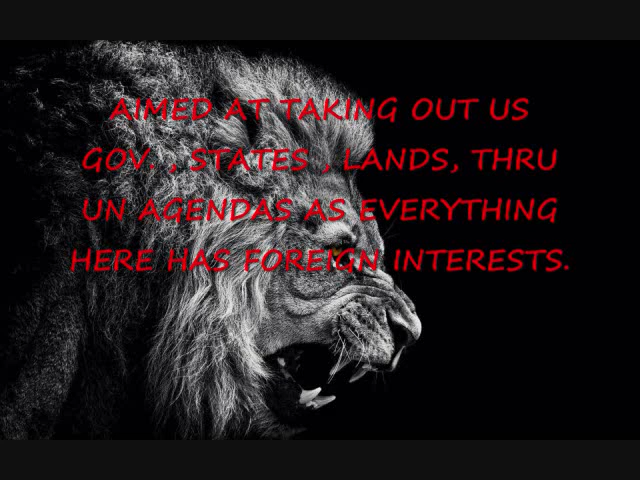 AIMED AT TAKING OUT US
GOV. , STATES , LANDS, THRU
UN AGENDAS AS EVERYTHING
HERE HAS FOREIGN INTERESTS.